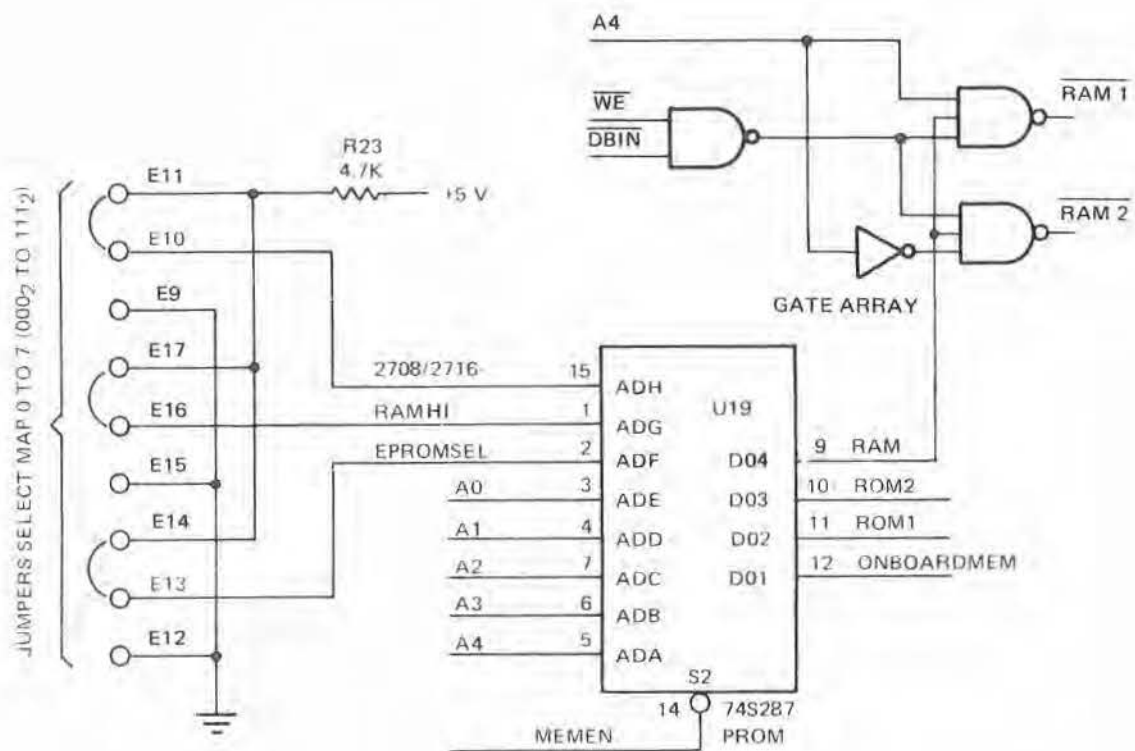 A4
WE
DBIN
RAM 1
RAM 2
GATE ARRAY
R23
4.7K
+5 V
JUMPERS SELECT MAP 0 TO 7 (000₂ TO 111₂)
E11
E10
E9
E17
E16
E15
E14
E13
E12
2708/2716
RAMHI
EPROMSEL
A0
A1
A2
A3
A4
15
1
2
3
4
7
6
5
ADH
ADG
ADF
ADE
ADD
ADC
ADB
ADA
U19
D04
D03
D02
D01
9 RAM
10 ROM2
11 ROM1
12 ONBOARDMEM
S2
14
74S287
MEMEN
PROM